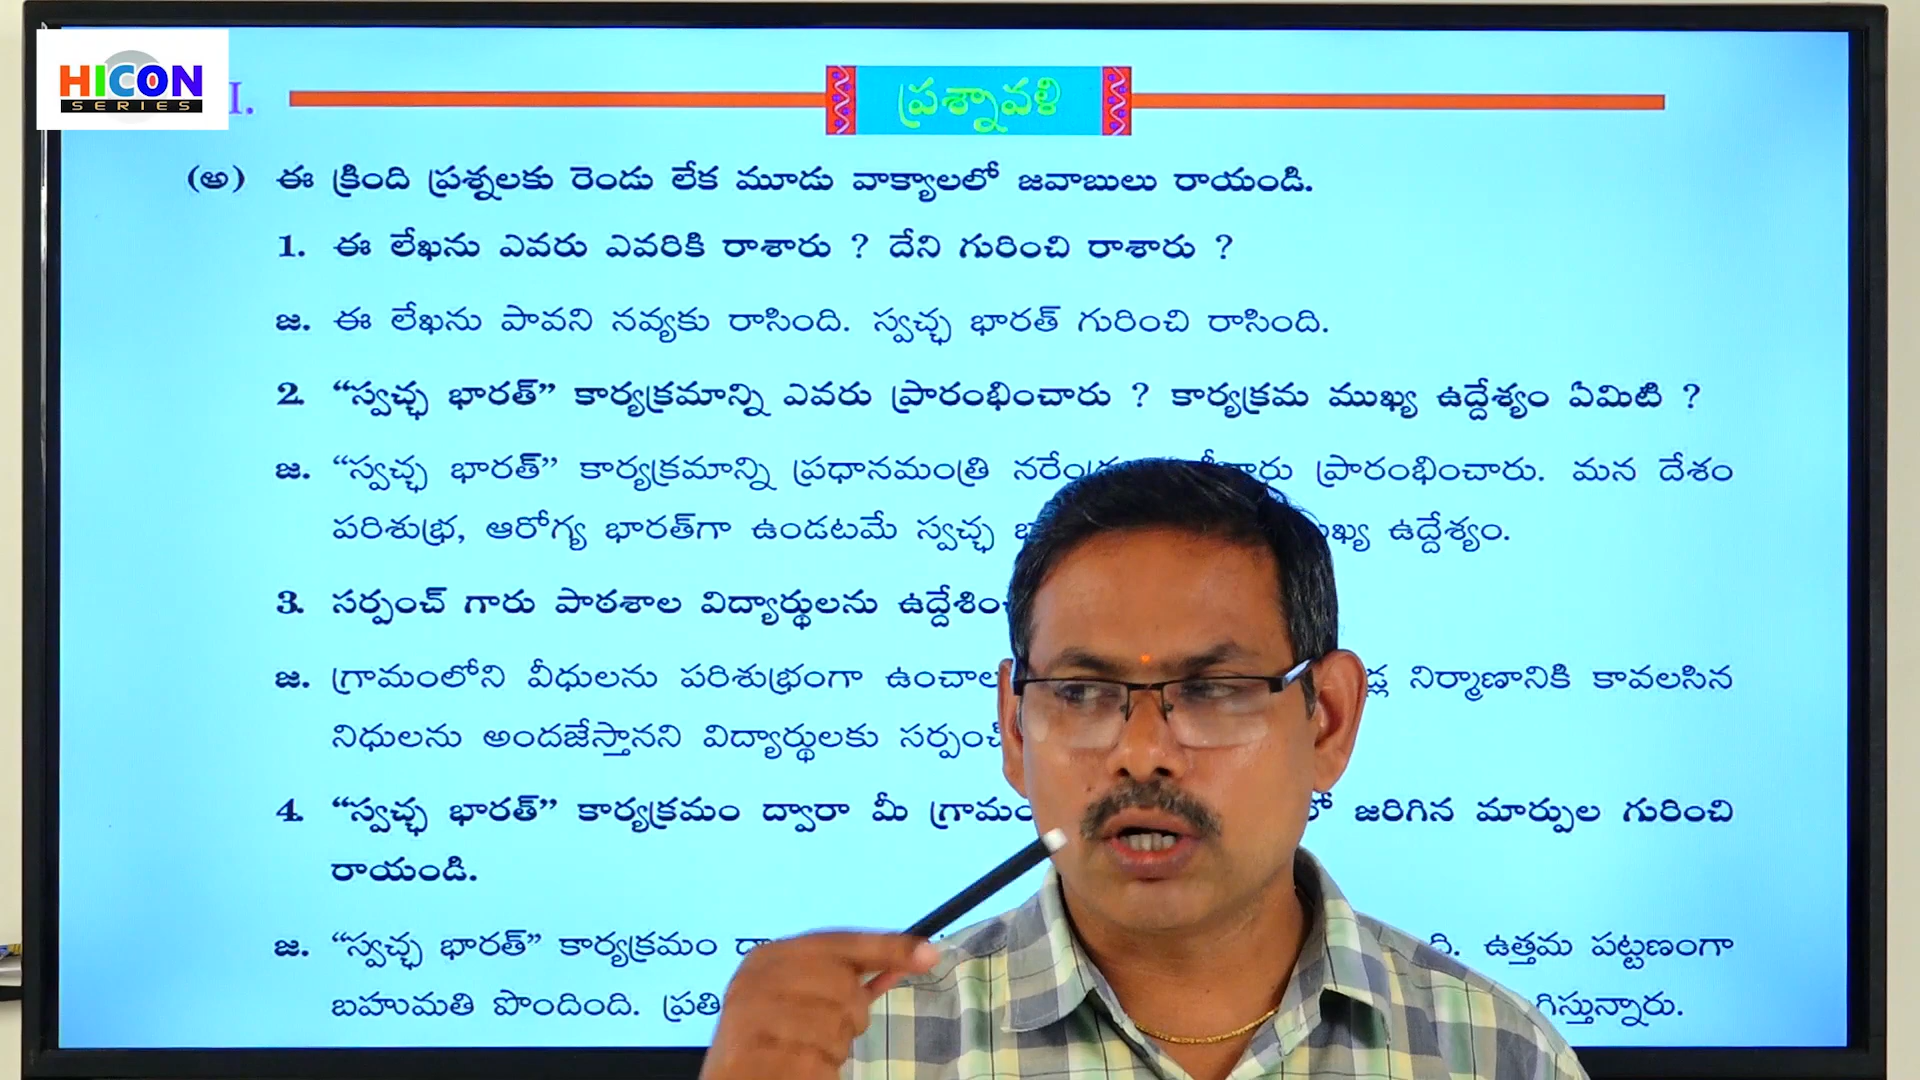 HICON
SERIES
I.
ప్రశ్నావళి
(అ) ఈ క్రింది ప్రశ్నలకు రెండు లేక మూడు వాక్యాలలో జవాబులు రాయండి.
1. ఈ లేఖను ఎవరు ఎవరికి రాశారు ? దేని గురించి రాశారు ?
జ. ఈ లేఖను పావని నవ్యకు రాసింది. స్వచ్ఛ భారత్ గురించి రాసింది.
2. “స్వచ్ఛ భారత్” కార్యక్రమాన్ని ఎవరు ప్రారంభించారు ? కార్యక్రమ ముఖ్య ఉద్దేశ్యం ఏమిటి ?
జ. “స్వచ్ఛ భారత్” కార్యక్రమాన్ని ప్రధానమంత్రి ప్రారంభించారు. మన దేశం
పరిశుభ్ర, ఆరోగ్య భారత్‌గా ఉండటమే స్వచ్ఛ ఉద్దేశ్యం.
3. సర్పంచ్ గారు పాఠశాల విద్యార్థులను
జ. గ్రామంలోని వీధులను పరిశుభ్రంగా నిర్మాణానికి కావలసిన
నిధులను అందజేస్తానని విద్యార్థులకు
4. “స్వచ్ఛ భారత్” కార్యక్రమం ద్వారా మీ జరిగిన మార్పుల గురించి
రాయండి.
జ. “స్వచ్ఛ భారత్” కార్యక్రమం ఉత్తమ పట్టణంగా
బహుమతి పొందింది. ప్రతి